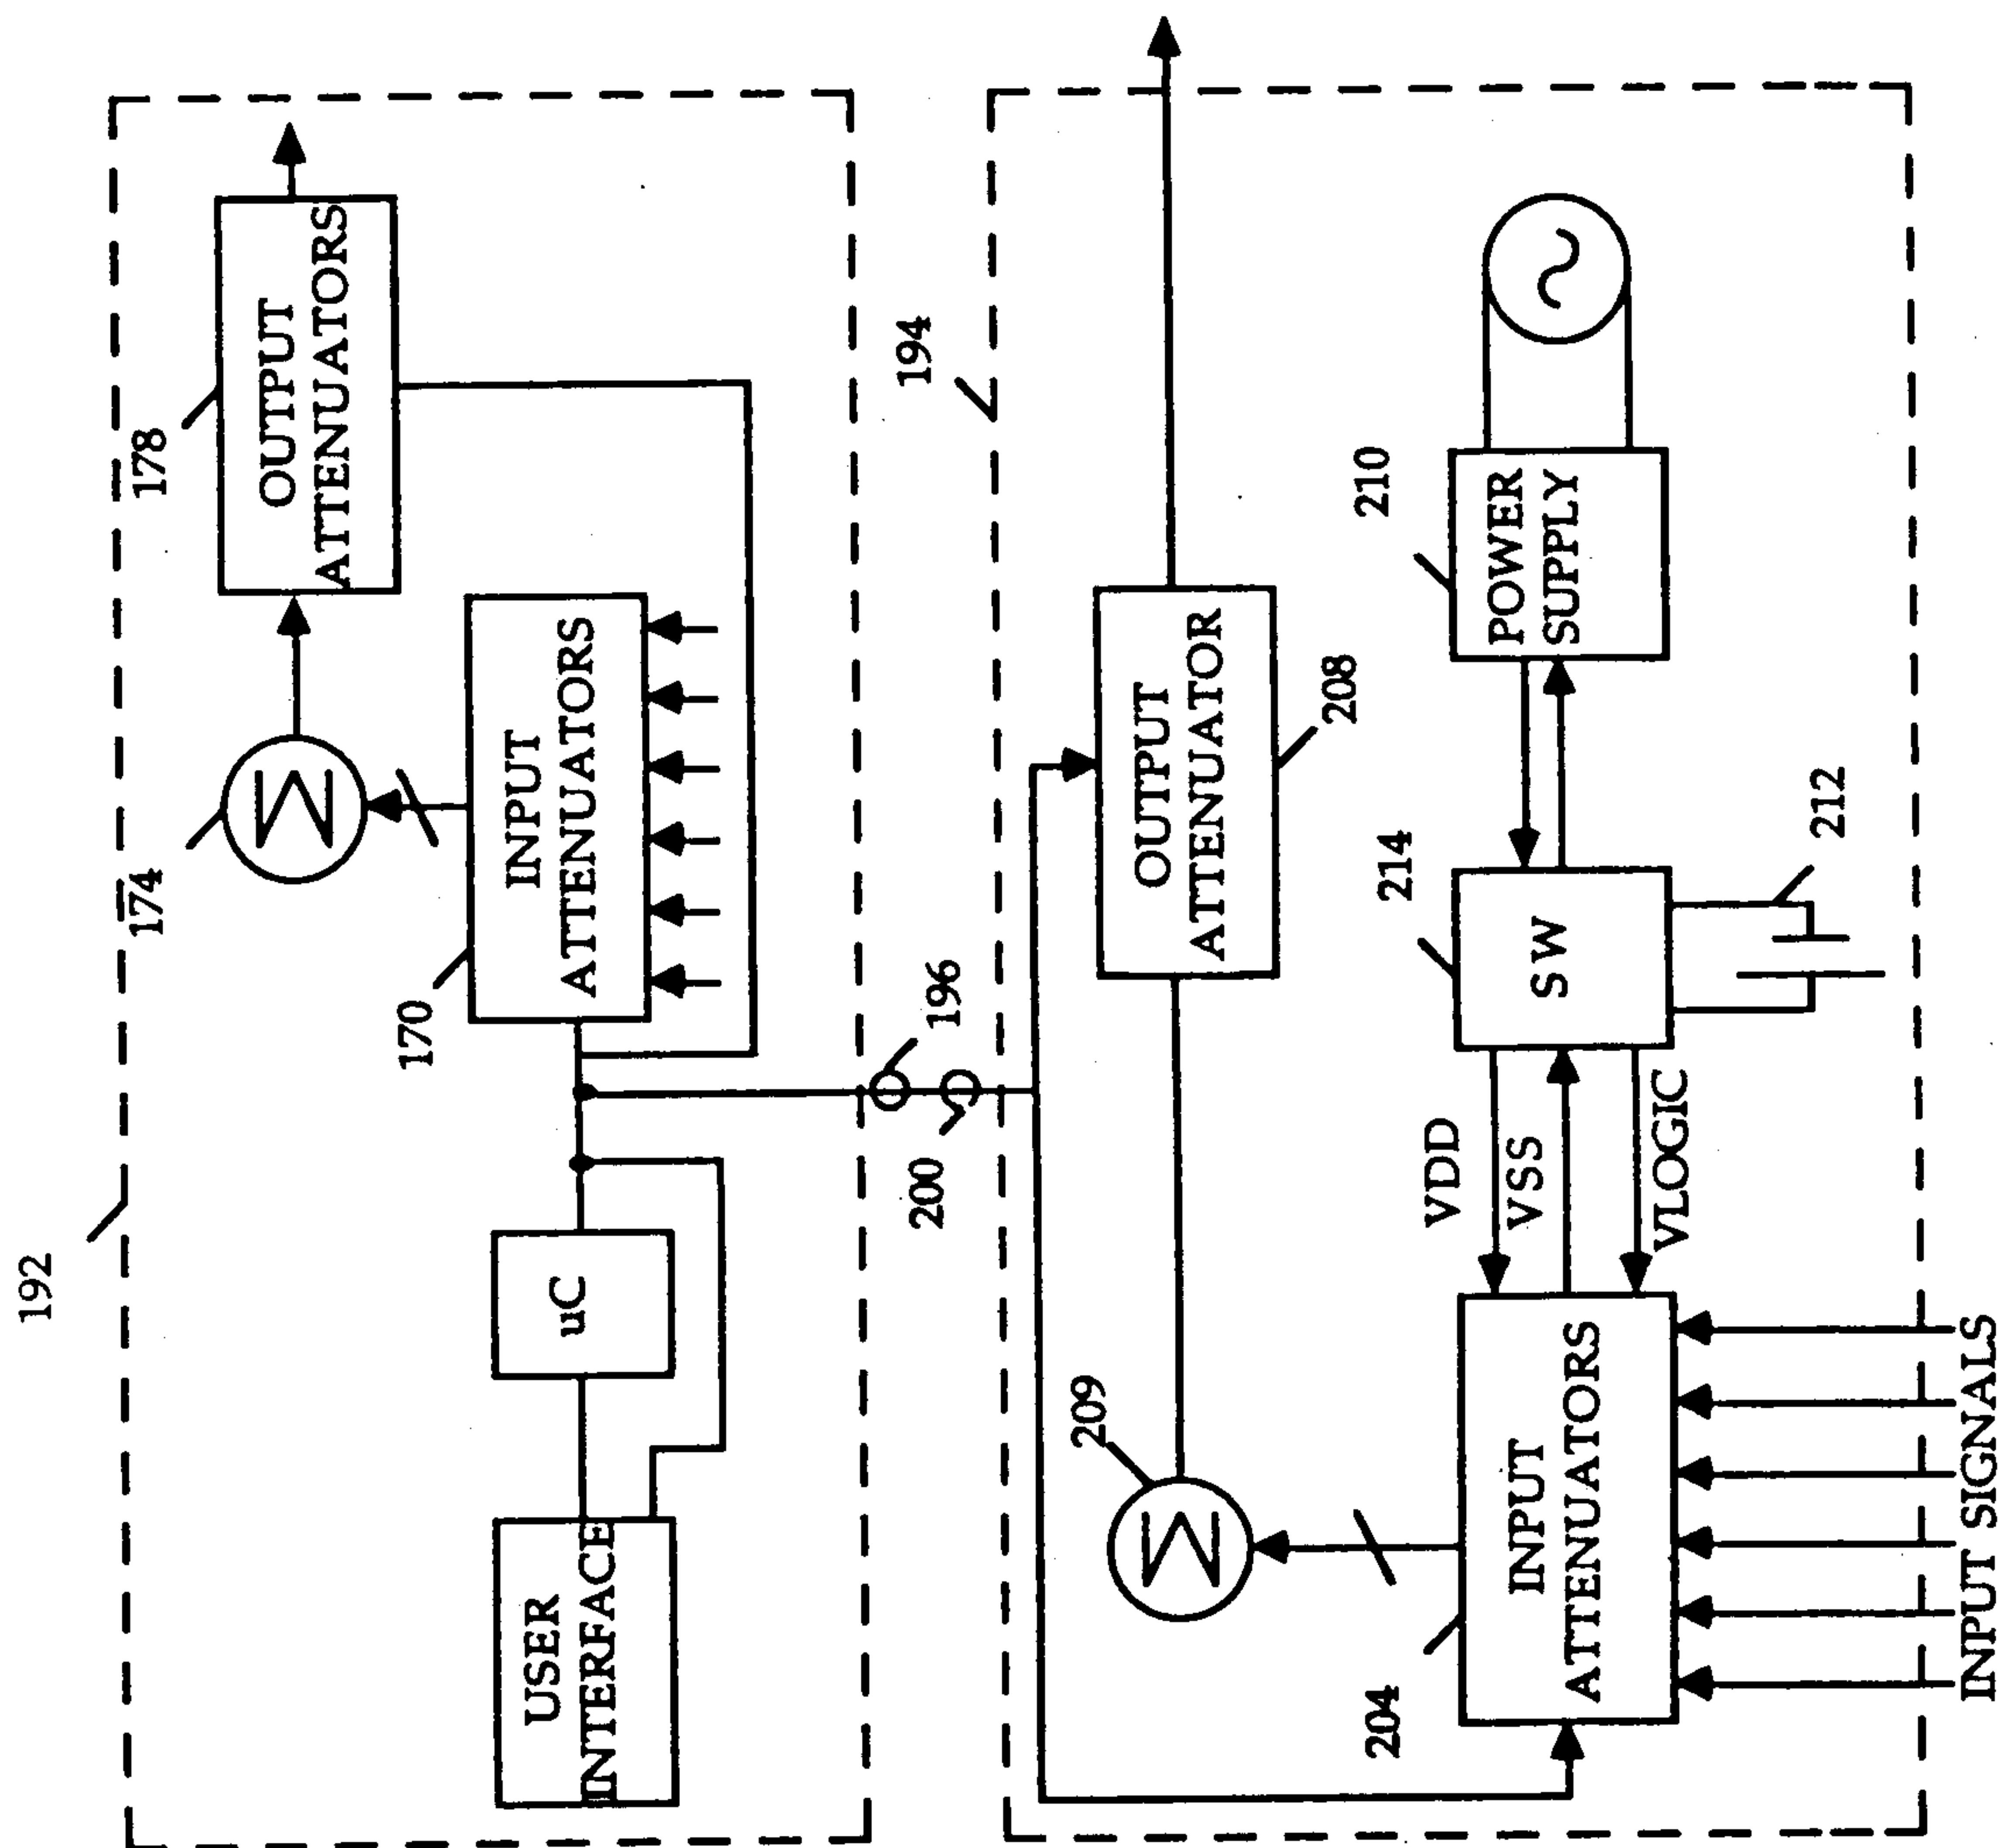 192
174
178
OUTPUT
ATTENUATORS
170
INPUT
ATTENUATORS
USER
INTERFACE
uC
200
196
194
209
OUTPUT
ATTENUATOR
208
204
INPUT
ATTENUATORS
VDD
VSS
VLOGIC
214
SW
212
210
POWER
SUPPLY
INPUT SIGNALS